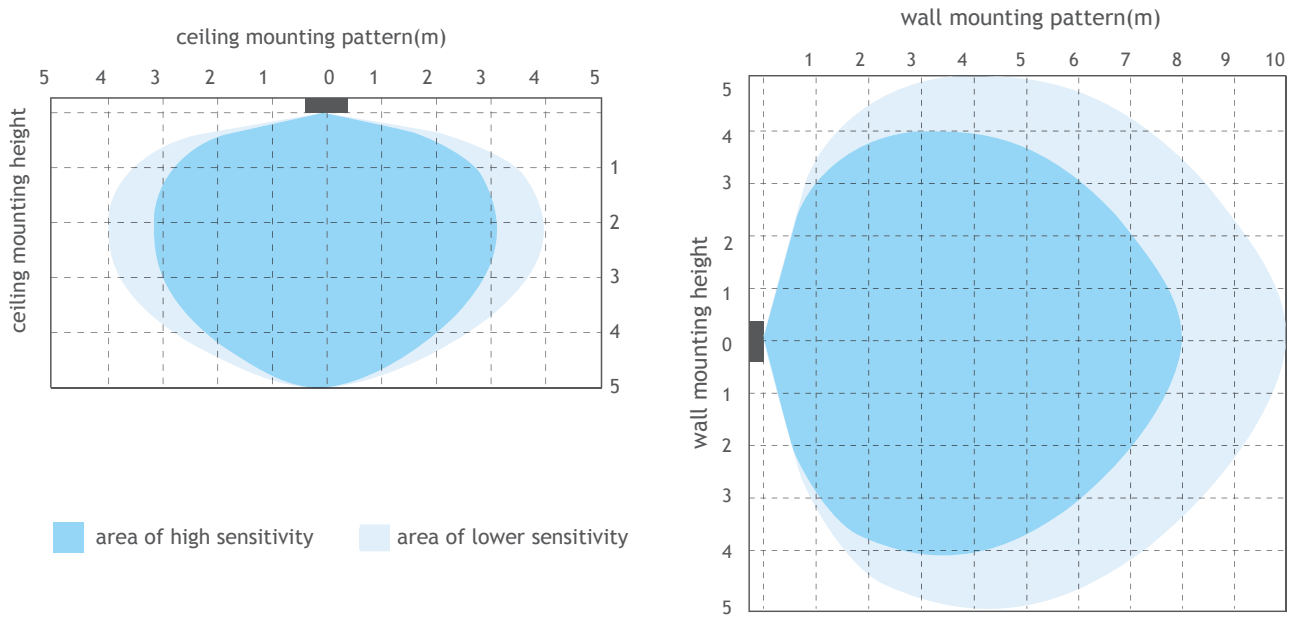 ceiling mounting pattern(m)
5 4 3 2 1 0 1 2 3 4 5
ceiling mounting height
1
2
3
4
5
wall mounting pattern(m)
1 2 3 4 5 6 7 8 9 10
wall mounting height
5
4
3
2
1
0
1
2
3
4
5
area of high sensitivity
area of lower sensitivity